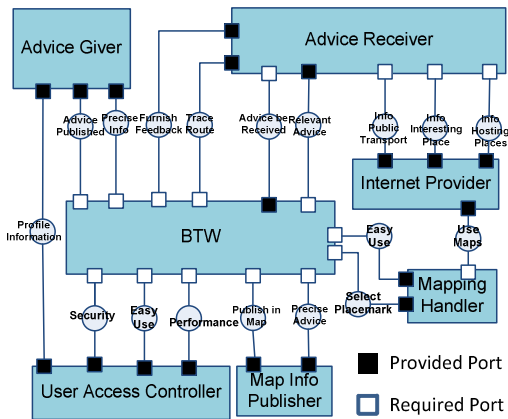 Advice Giver
Advice Receiver
Advice
Published
Precise
Info
Furnish
Feedback
Trace
Route
Advice be
Received
Relevant
Advice
Info
Public
Transport
Info
Interesting
Place
Info
Hosting
Places
Internet Provider
Profile
Information
BTW
Easy
Use
Use
Maps
Mapping
Handler
Select
Placemark
Security
Easy
Use
Performance
Publish in
Map
Precise
Advice
User Access Controller
Map Info
Publisher
Provided Port
Required Port